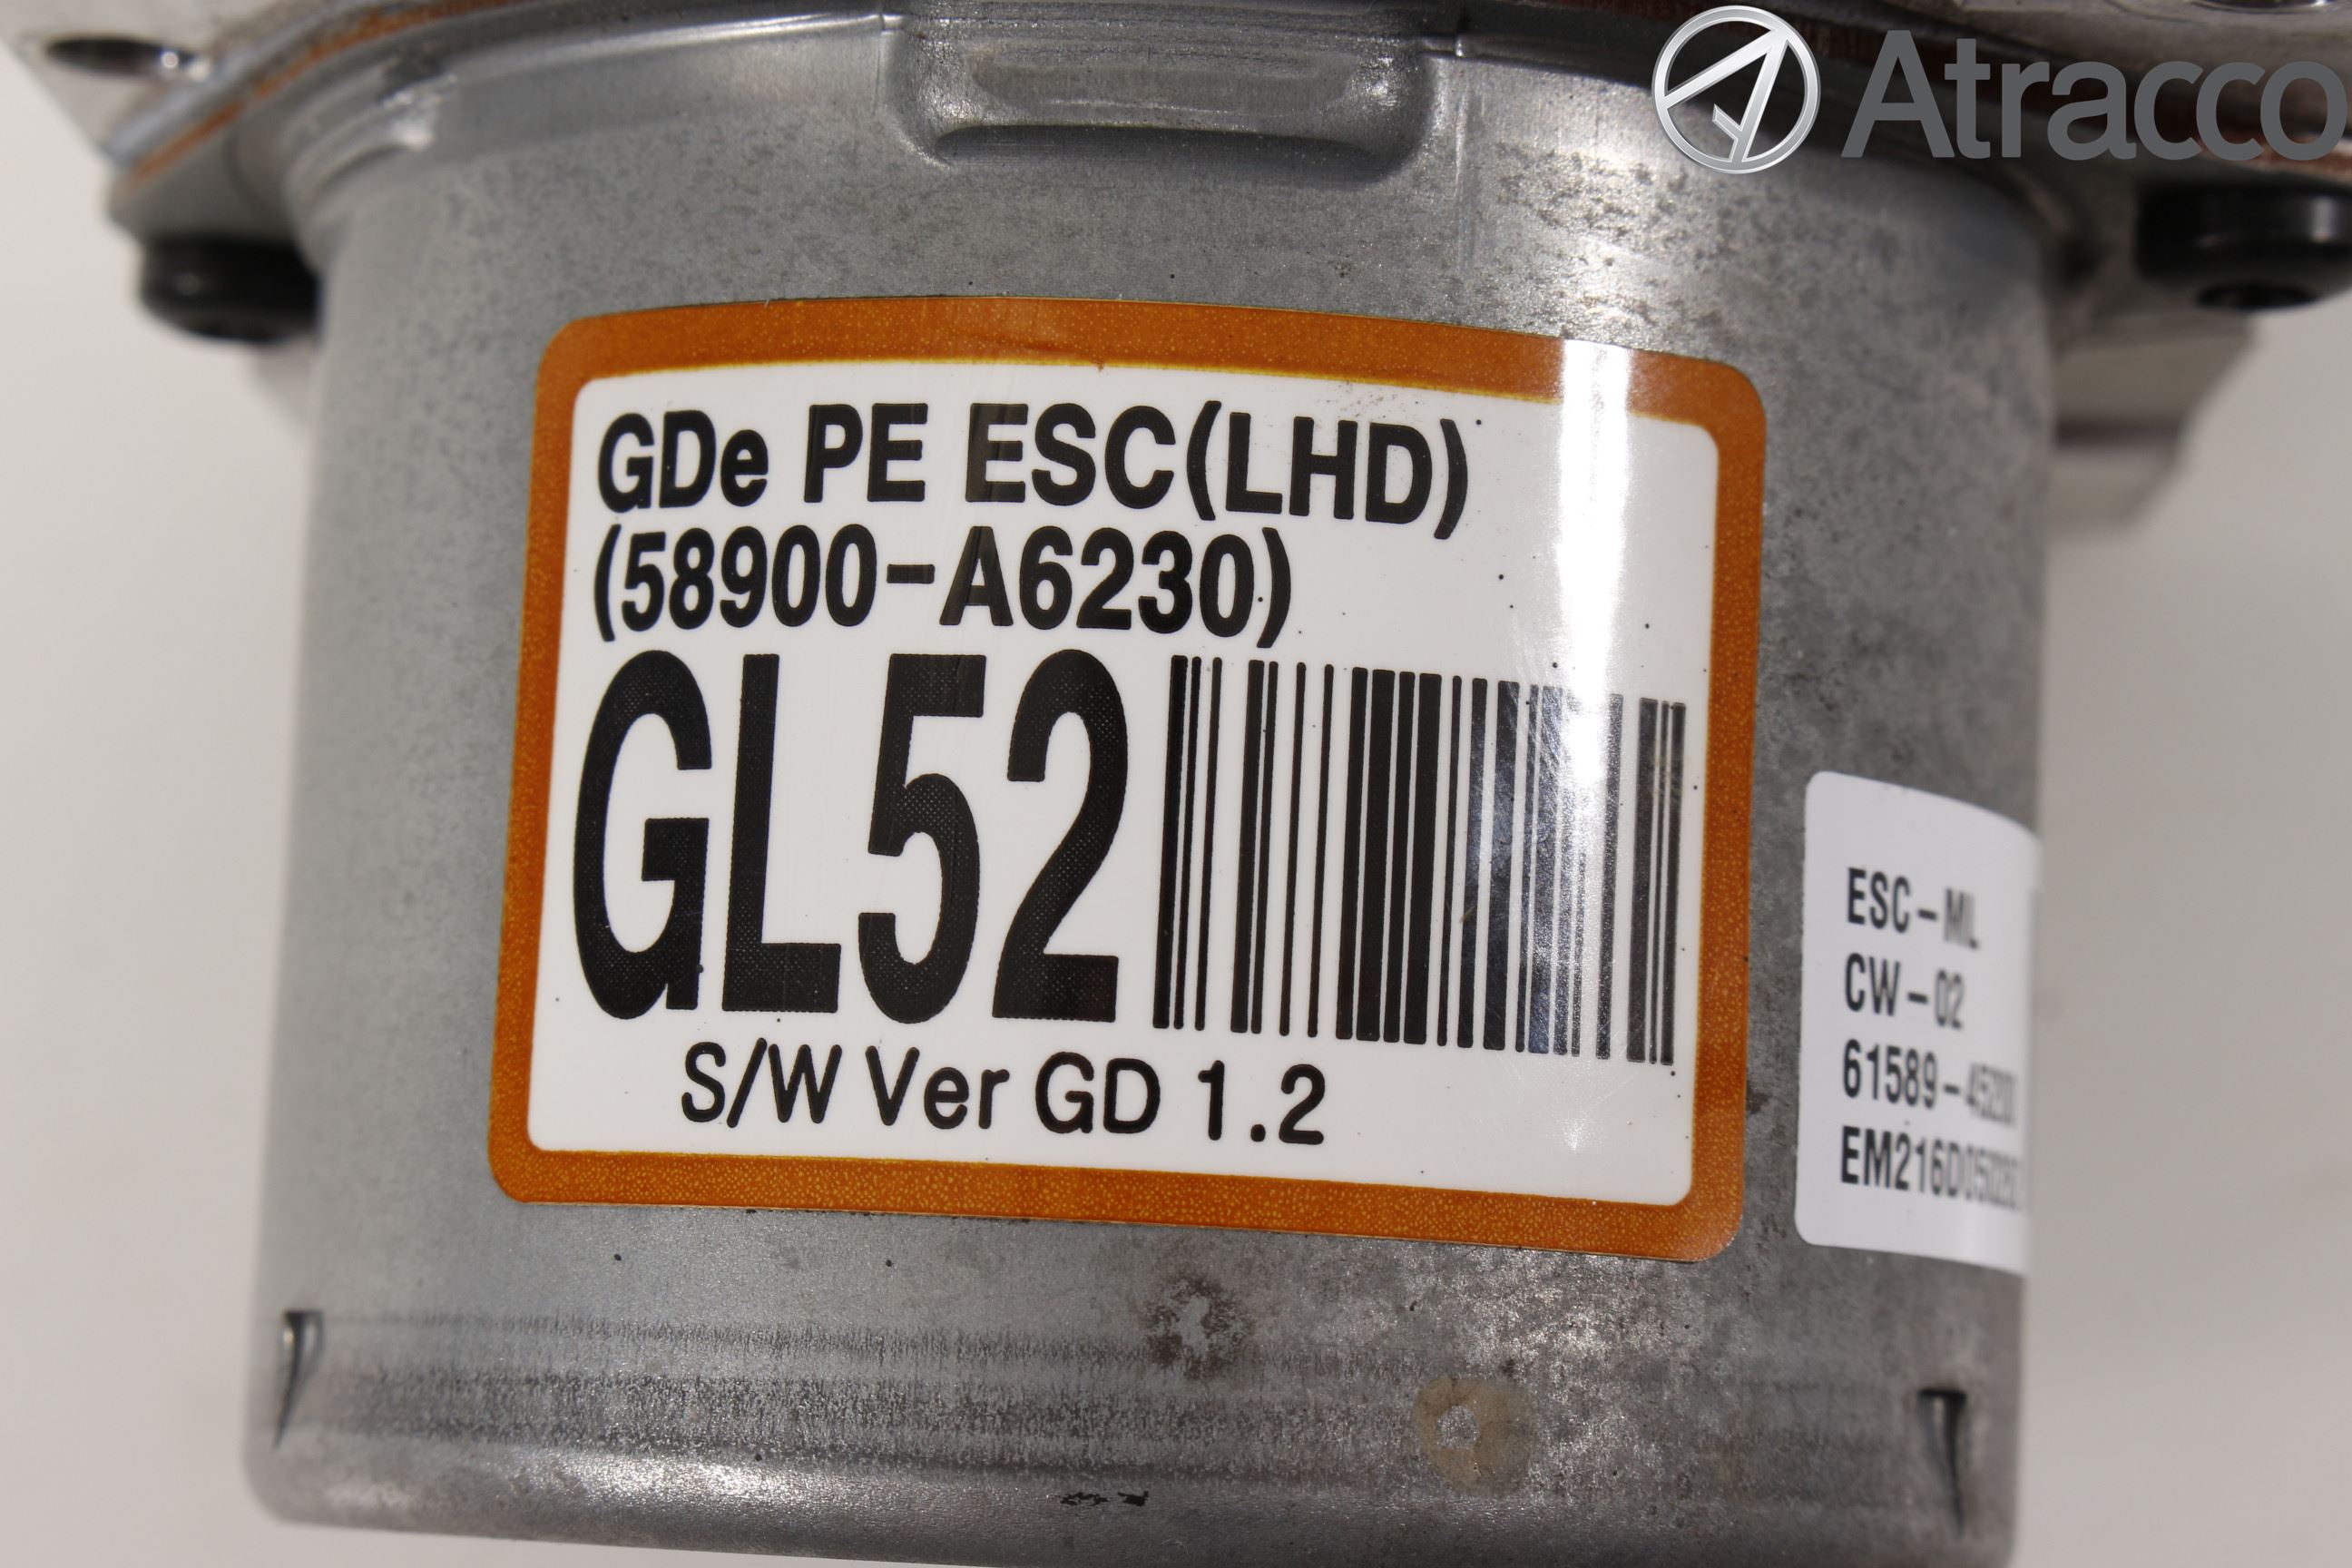 Atracco
GDe PE ESC(LHD)
(58900-A6230)
GL52
S/W Ver GD 1.2
ESC-ML
CW-02